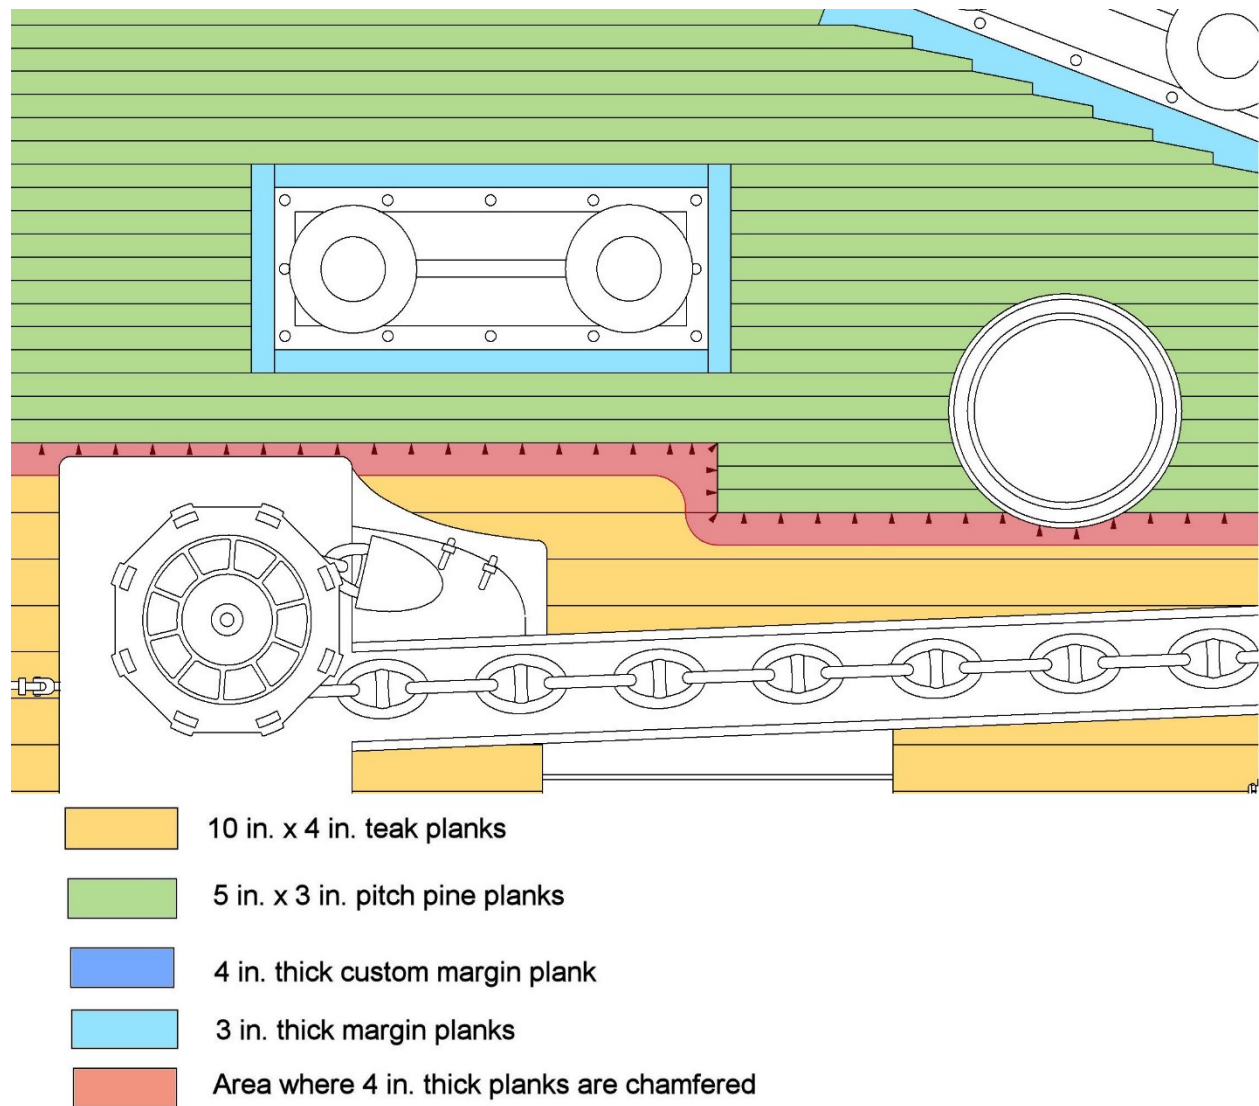 10 in. x 4 in. teak planks
5 in. x 3 in. pitch pine planks
4 in. thick custom margin plank
3 in. thick margin planks
Area where 4 in. thick planks are chamfered